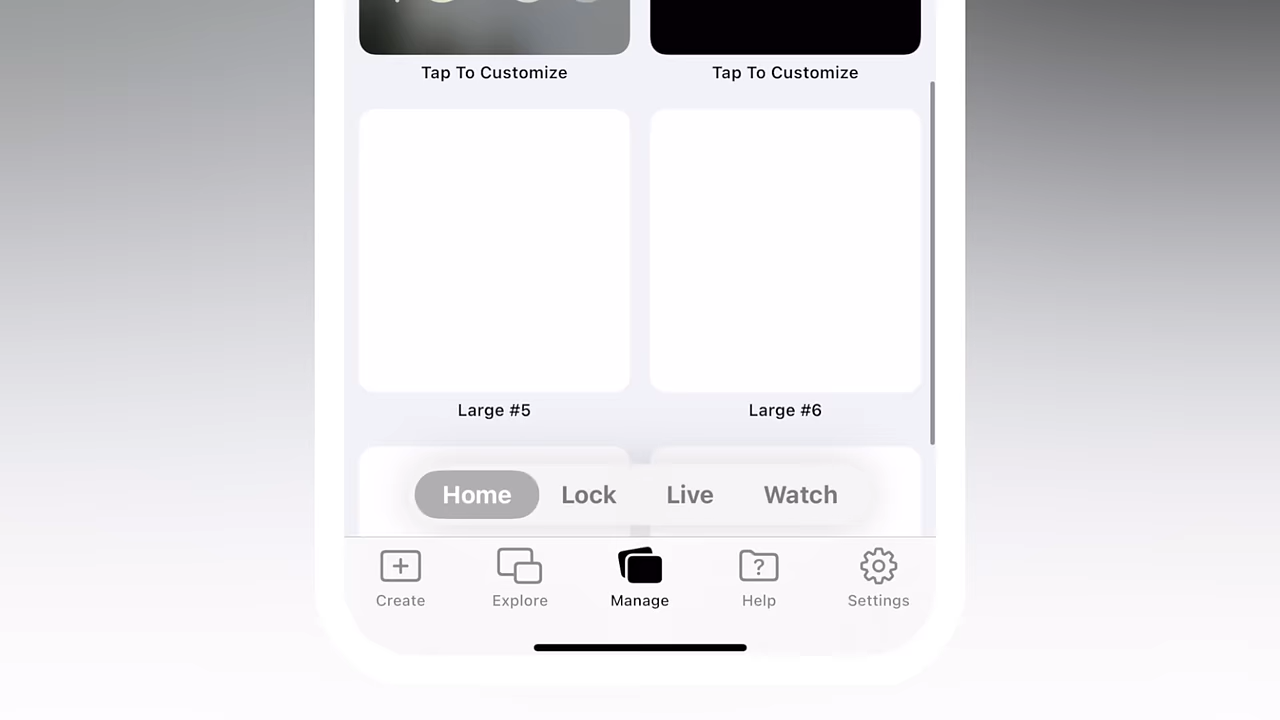 Tap To Customize
Tap To Customize
Large #5
Large #6
Home
Lock
Live
Watch
Create
Explore
Manage
Help
Settings